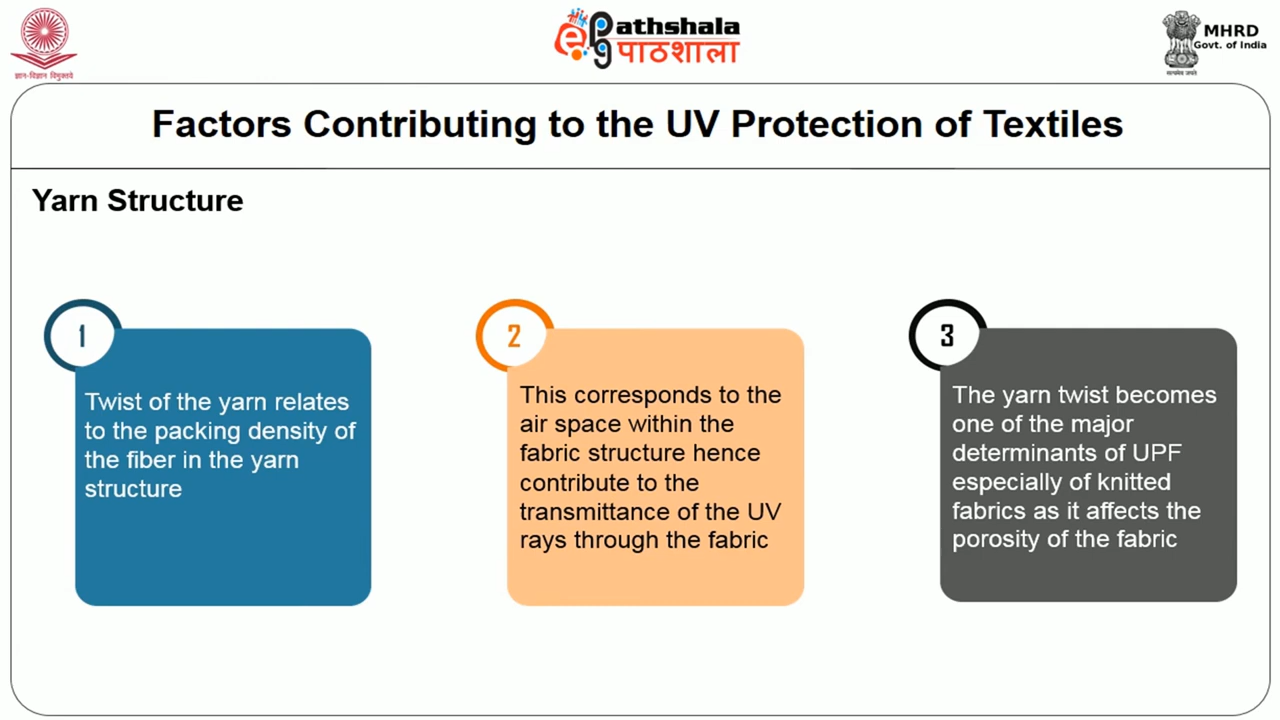 ज्ञान-विज्ञान विमुक्तये
ePathshala
पाठशाला
MHRD
Govt. of India
सत्यमेव जयते
Factors Contributing to the UV Protection of Textiles
Yarn Structure
1
Twist of the yarn relates
to the packing density of
the fiber in the yarn
structure
2
This corresponds to the
air space within the
fabric structure hence
contribute to the
transmittance of the UV
rays through the fabric
3
The yarn twist becomes
one of the major
determinants of UPF
especially of knitted
fabrics as it affects the
porosity of the fabric